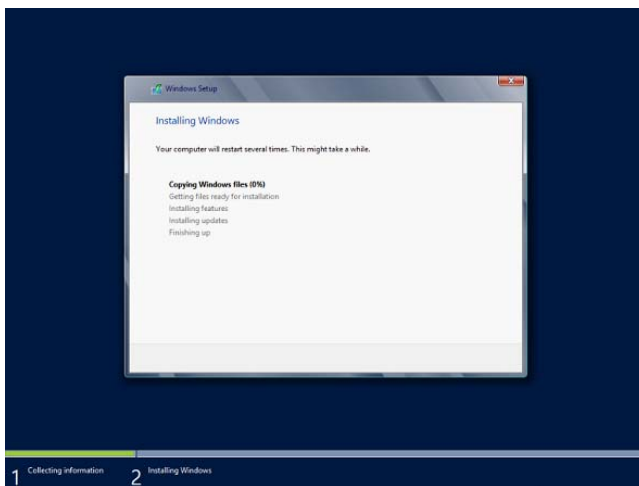 Windows Setup
Installing Windows
Your computer will restart several times. This might take a while.
Copying Windows files (0%)
Getting files ready for installation
Installing features
Installing updates
Finishing up
1 Collecting information
2 Installing Windows